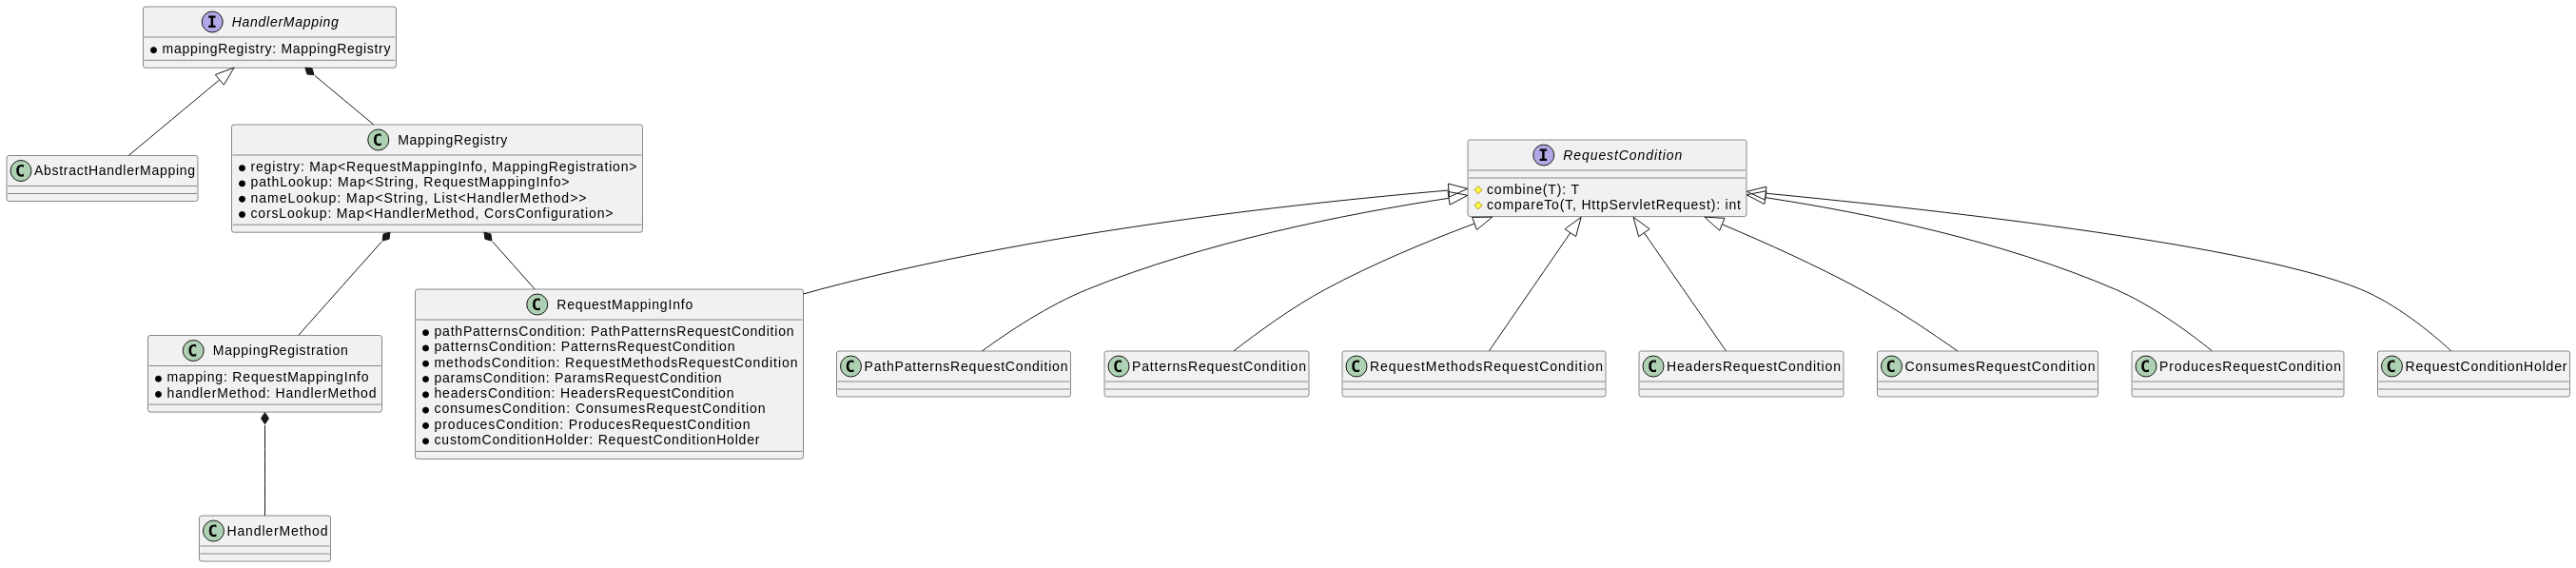 I HandlerMapping
mappingRegistry: MappingRegistry
C AbstractHandlerMapping
C MappingRegistry
registry: Map<RequestMappingInfo, MappingRegistration>
pathLookup: Map<String, RequestMappingInfo>
nameLookup: Map<String, List<HandlerMethod>>
corsLookup: Map<HandlerMethod, CorsConfiguration>
I RequestCondition
combine(T): T
compareTo(T, HttpServletRequest): int
C MappingRegistration
mapping: RequestMappingInfo
handlerMethod: HandlerMethod
C RequestMappingInfo
pathPatternsCondition: PathPatternsRequestCondition
patternsCondition: PatternsRequestCondition
methodsCondition: RequestMethodsRequestCondition
paramsCondition: ParamsRequestCondition
headersCondition: HeadersRequestCondition
consumesCondition: ConsumesRequestCondition
producesCondition: ProducesRequestCondition
customConditionHolder: RequestConditionHolder
C PathPatternsRequestCondition
C PatternsRequestCondition
C RequestMethodsRequestCondition
C HeadersRequestCondition
C ConsumesRequestCondition
C ProducesRequestCondition
C RequestConditionHolder
C HandlerMethod